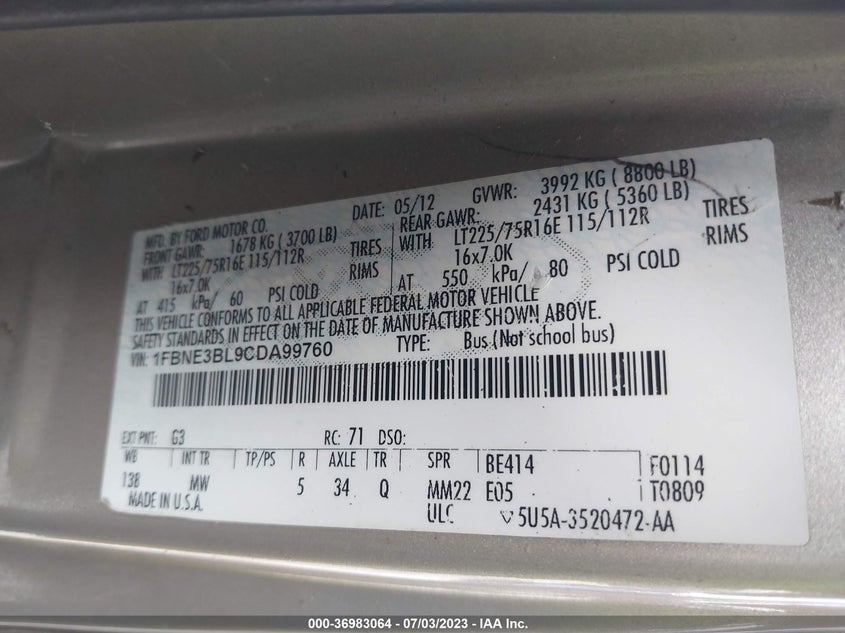 MFD. BY FORD MOTOR CO.
DATE: 05/12 GVWR: 3992 KG ( 8800 LB)
FRONT GAWR: 1678 KG ( 3700 LB)
REAR GAWR: 2431 KG ( 5360 LB)
WITH LT225/75R16E 115/112R TIRES
WITH LT225/75R16E 115/112R TIRES
16x7.0K RIMS
16x7.0K RIMS
AT 415 kPa/ 60 PSI COLD
AT 550 kPa/ 80 PSI COLD
THIS VEHICLE CONFORMS TO ALL APPLICABLE FEDERAL MOTOR VEHICLE
SAFETY STANDARDS IN EFFECT ON THE DATE OF MANUFACTURE SHOWN ABOVE.
VIN: 1FBNE3BL9CDA99760 TYPE: Bus (Not school bus)
EXT PNT: G3 RC: 71 DSO:
WB INT TR TP/PS R AXLE TR SPR BE414 F0114
138 MW 5 34 Q MM22 E05 T0809
MADE IN U.S.A. ULC 5U5A-3520472-AA
000-36983064 - 07/03/2023 - IAA Inc.